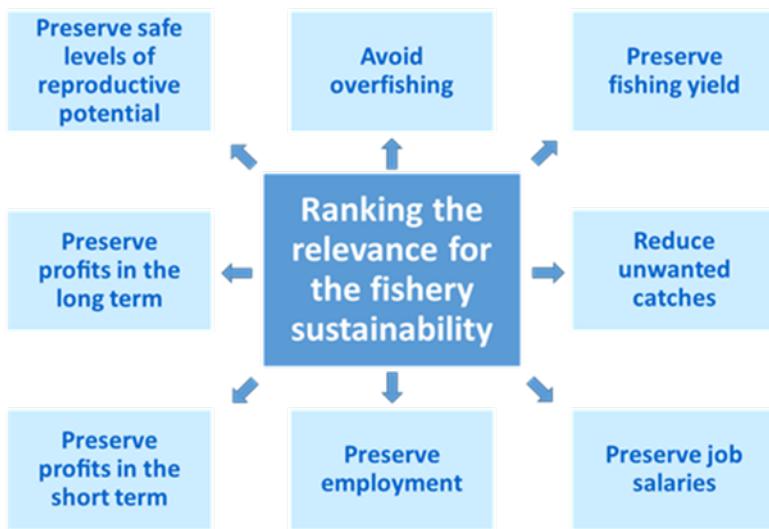 Preserve safe
levels of
reproductive
potential
Avoid
overfishing
Preserve
fishing yield
Preserve
profits in the
long term
Ranking the
relevance for
the fishery
sustainability
Reduce
unwanted
catches
Preserve
profits in the
short term
Preserve
employment
Preserve job
salaries